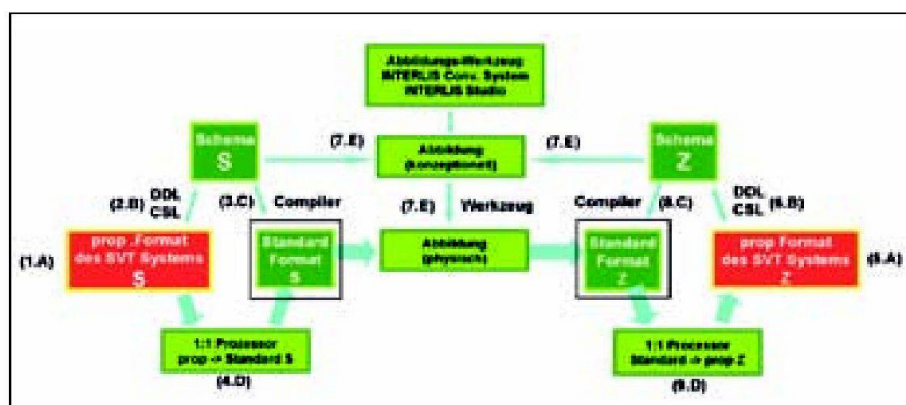 Abbildungs-Werkzeug
INTERLIS Conv. System
INTERLIS Studio
Schema
S
(7.E)
Abbildung
(konzeptionell)
(7.E)
Schema
Z
(2.B)
DDL
CSL
(3.C)
Compiler
(7.E)
Werkzeug
Compiler
(8.C)
DDL
CSL
(6.B)
(1.A)
prop .Format
des SVT Systems
S
Standard
Format
S
Abbildung
(physisch)
Standard
Format
Z
prop Format
des SVT Systems
Z
(5.A)
1:1 Prozessor
prop -> Standard S
(4.D)
1:1 Processor
Standard -> prop Z
(9.D)